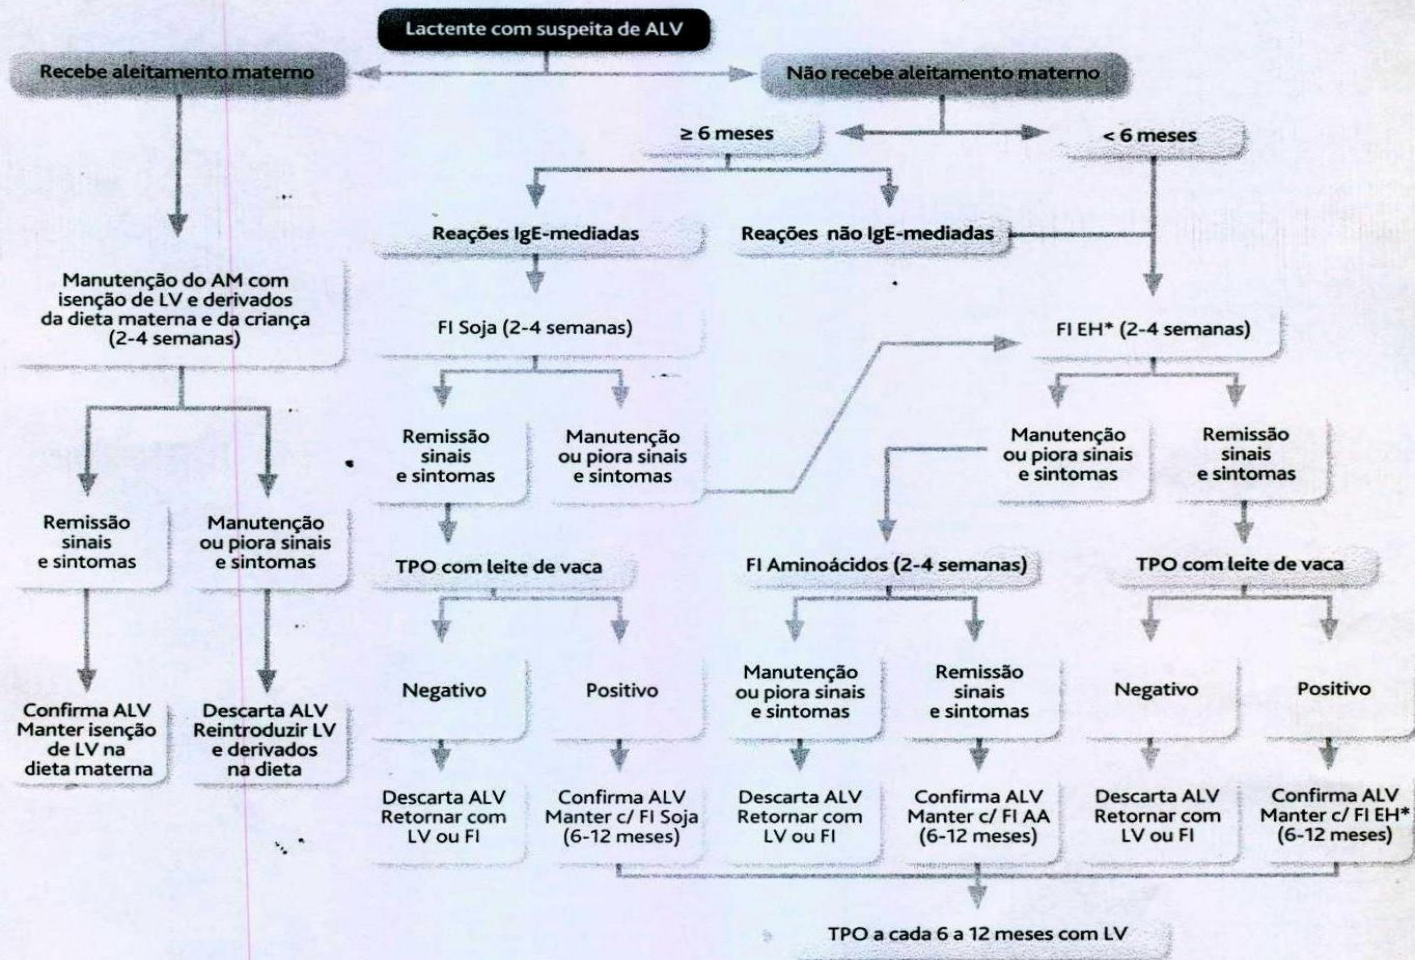 Lactente com suspeita de ALV
Recebe aleitamento materno
Não recebe aleitamento materno
≥ 6 meses
< 6 meses
Reações IgE-mediadas
Reações não IgE-mediadas
Manutenção do AM com
isenção de LV e derivados
da dieta materna e da criança
(2-4 semanas)
FI Soja (2-4 semanas)
FI EH* (2-4 semanas)
Remissão
sinais
e sintomas
Manutenção
ou piora sinais
e sintomas
Manutenção
ou piora sinais
e sintomas
Remissão
sinais
e sintomas
Remissão
sinais
e sintomas
Manutenção
ou piora sinais
e sintomas
TPO com leite de vaca
FI Aminoácidos (2-4 semanas)
TPO com leite de vaca
Negativo
Positivo
Manutenção
ou piora sinais
e sintomas
Remissão
sinais
e sintomas
Negativo
Positivo
Confirma ALV
Manter isenção
de LV na
dieta materna
Descarta ALV
Reintroduzir LV
e derivados
na dieta
Descarta ALV
Retornar com
LV ou FI
Confirma ALV
Manter c/ FI Soja
(6-12 meses)
Descarta ALV
Retornar com
LV ou FI
Confirma ALV
Manter c/ FI AA
(6-12 meses)
Descarta ALV
Retornar com
LV ou FI
Confirma ALV
Manter c/ FI EH*
(6-12 meses)
TPO a cada 6 a 12 meses com LV